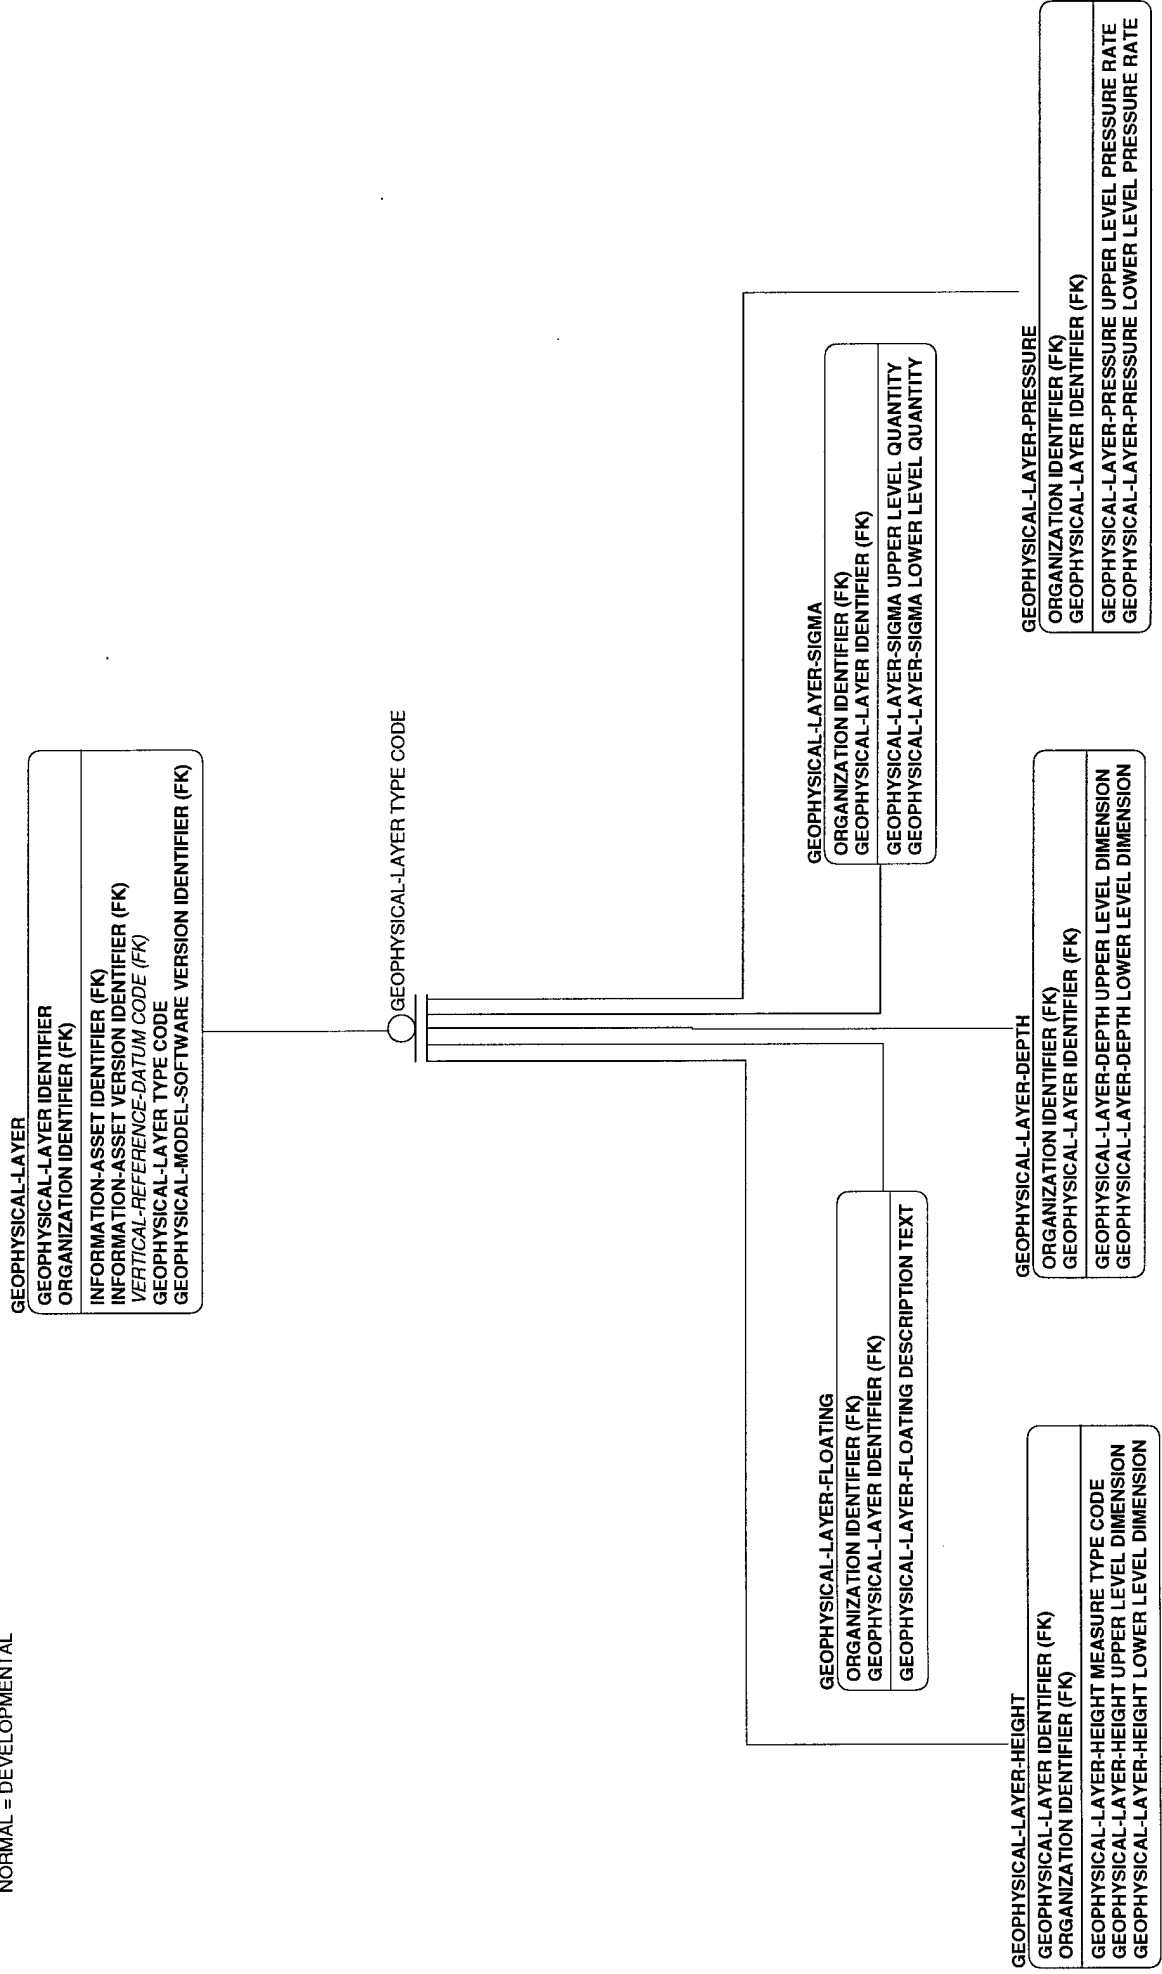 NORMAL = DEVELOPMENTAL
GEOPHYSICAL-LAYER
GEOPHYSICAL-LAYER IDENTIFIER
ORGANIZATION IDENTIFIER (FK)
INFORMATION-ASSET IDENTIFIER (FK)
INFORMATION-ASSET VERSION IDENTIFIER (FK)
VERTICAL-REFERENCE-DATUM CODE (FK)
GEOPHYSICAL-LAYER TYPE CODE
GEOPHYSICAL-MODEL-SOFTWARE VERSION IDENTIFIER (FK)
GEOPHYSICAL-LAYER TYPE CODE
GEOPHYSICAL-LAYER-FLOATING
ORGANIZATION IDENTIFIER (FK)
GEOPHYSICAL-LAYER IDENTIFIER (FK)
GEOPHYSICAL-LAYER-FLOATING DESCRIPTION TEXT
GEOPHYSICAL-LAYER-SIGMA
ORGANIZATION IDENTIFIER (FK)
GEOPHYSICAL-LAYER IDENTIFIER (FK)
GEOPHYSICAL-LAYER-SIGMA UPPER LEVEL QUANTITY
GEOPHYSICAL-LAYER-SIGMA LOWER LEVEL QUANTITY
GEOPHYSICAL-LAYER-HEIGHT
GEOPHYSICAL-LAYER IDENTIFIER (FK)
ORGANIZATION IDENTIFIER (FK)
GEOPHYSICAL-LAYER-HEIGHT MEASURE TYPE CODE
GEOPHYSICAL-LAYER-HEIGHT UPPER LEVEL DIMENSION
GEOPHYSICAL-LAYER-HEIGHT LOWER LEVEL DIMENSION
GEOPHYSICAL-LAYER-DEPTH
ORGANIZATION IDENTIFIER (FK)
GEOPHYSICAL-LAYER IDENTIFIER (FK)
GEOPHYSICAL-LAYER-DEPTH UPPER LEVEL DIMENSION
GEOPHYSICAL-LAYER-DEPTH LOWER LEVEL DIMENSION
GEOPHYSICAL-LAYER-PRESSURE
ORGANIZATION IDENTIFIER (FK)
GEOPHYSICAL-LAYER IDENTIFIER (FK)
GEOPHYSICAL-LAYER-PRESSURE UPPER LEVEL PRESSURE RATE
GEOPHYSICAL-LAYER-PRESSURE LOWER LEVEL PRESSURE RATE